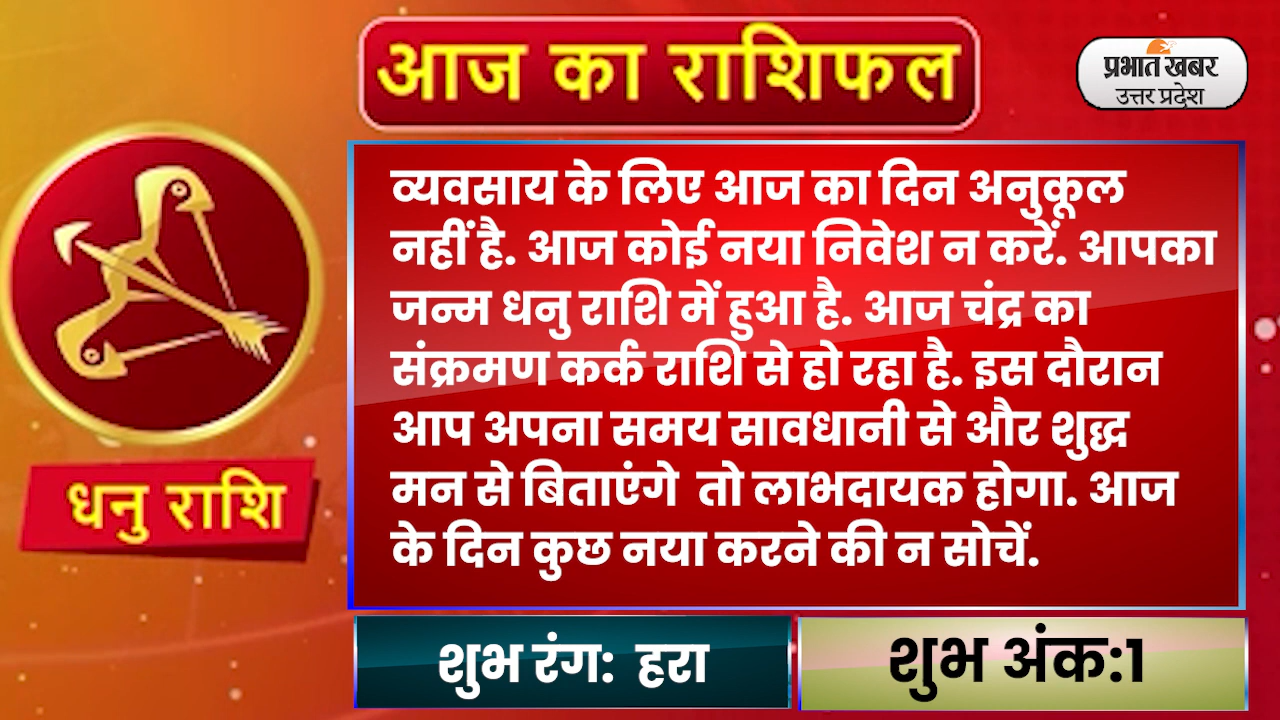 आज का राशिफल
प्रभात खबर
उत्तर प्रदेश
व्यवसाय के लिए आज का दिन अनुकूल
नहीं है. आज कोई नया निवेश न करें. आपका
जन्म धनु राशि में हुआ है. आज चंद्र का
संक्रमण कर्क राशि से हो रहा है. इस दौरान
आप अपना समय सावधानी से और शुद्ध
मन से बिताएंगे तो लाभदायक होगा. आज
के दिन कुछ नया करने की न सोचें.
धनु राशि
शुभ रंग: हरा
शुभ अंक:1